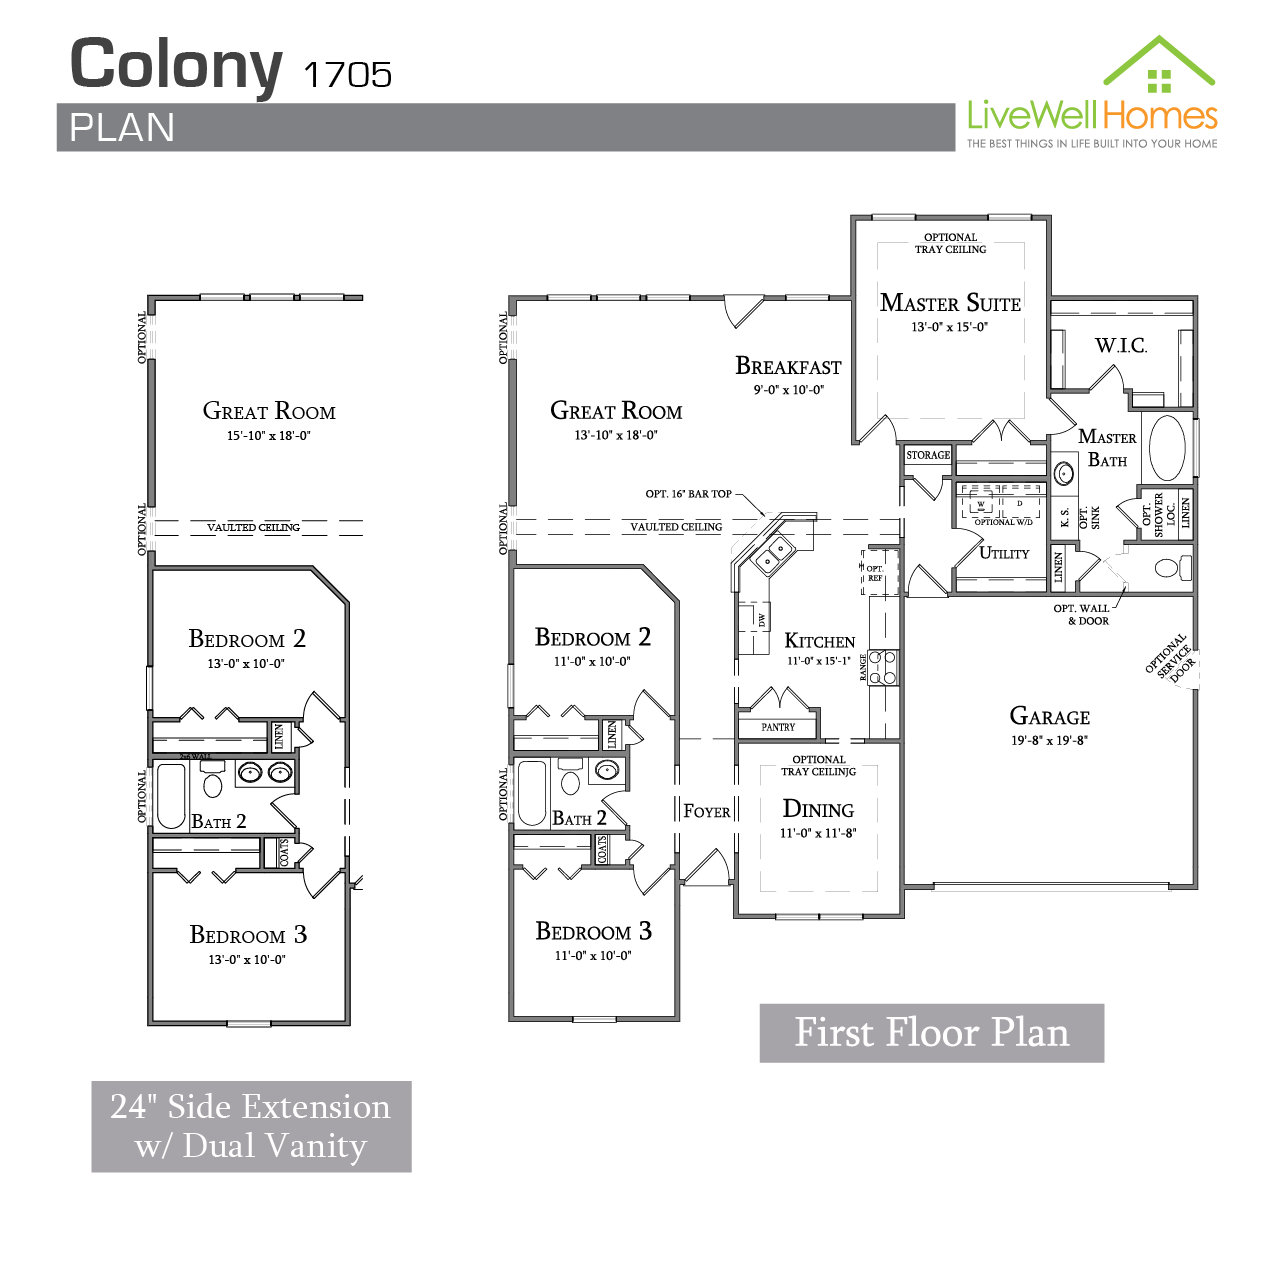 Colony 1705
PLAN
LiveWellHomes
THE BEST THINGS IN LIFE BUILT INTO YOUR HOME
OPTIONAL
GREAT ROOM
15'-10" x 18'-0"
OPTIONAL
VAULTED CEILING
BEDROOM 2
13'-0" x 10'-0"
LINEN
2x6 WALL
OPTIONAL
BATH 2
COATS
BEDROOM 3
13'-0" x 10'-0"
24" Side Extension
w/ Dual Vanity
OPTIONAL
TRAY CEILING
MASTER SUITE
13'-0" x 15'-0"
W.I.C.
OPTIONAL
BREAKFAST
9'-0" x 10'-0"
GREAT ROOM
13'-10" x 18'-0"
MASTER
BATH
STORAGE
OPT. 16" BAR TOP
OPTIONAL
VAULTED CEILING
W
D
OPTIONAL W/D
UTILITY
K. S.
OPT.
SINK
OPT.
SHOWER
LOC.
LINEN
LINEN
OPT.
REF
OPT. WALL
& DOOR
DW
KITCHEN
11'-0" x 15'-1"
RANGE
PANTRY
BEDROOM 2
11'-0" x 10'-0"
OPTIONAL
SERVICE
DOOR
GARAGE
19'-8" x 19'-8"
LINEN
OPTIONAL
BATH 2
FOYER
OPTIONAL
TRAY CEILINJG
DINING
11'-0" x 11'-8"
COATS
BEDROOM 3
11'-0" x 10'-0"
First Floor Plan